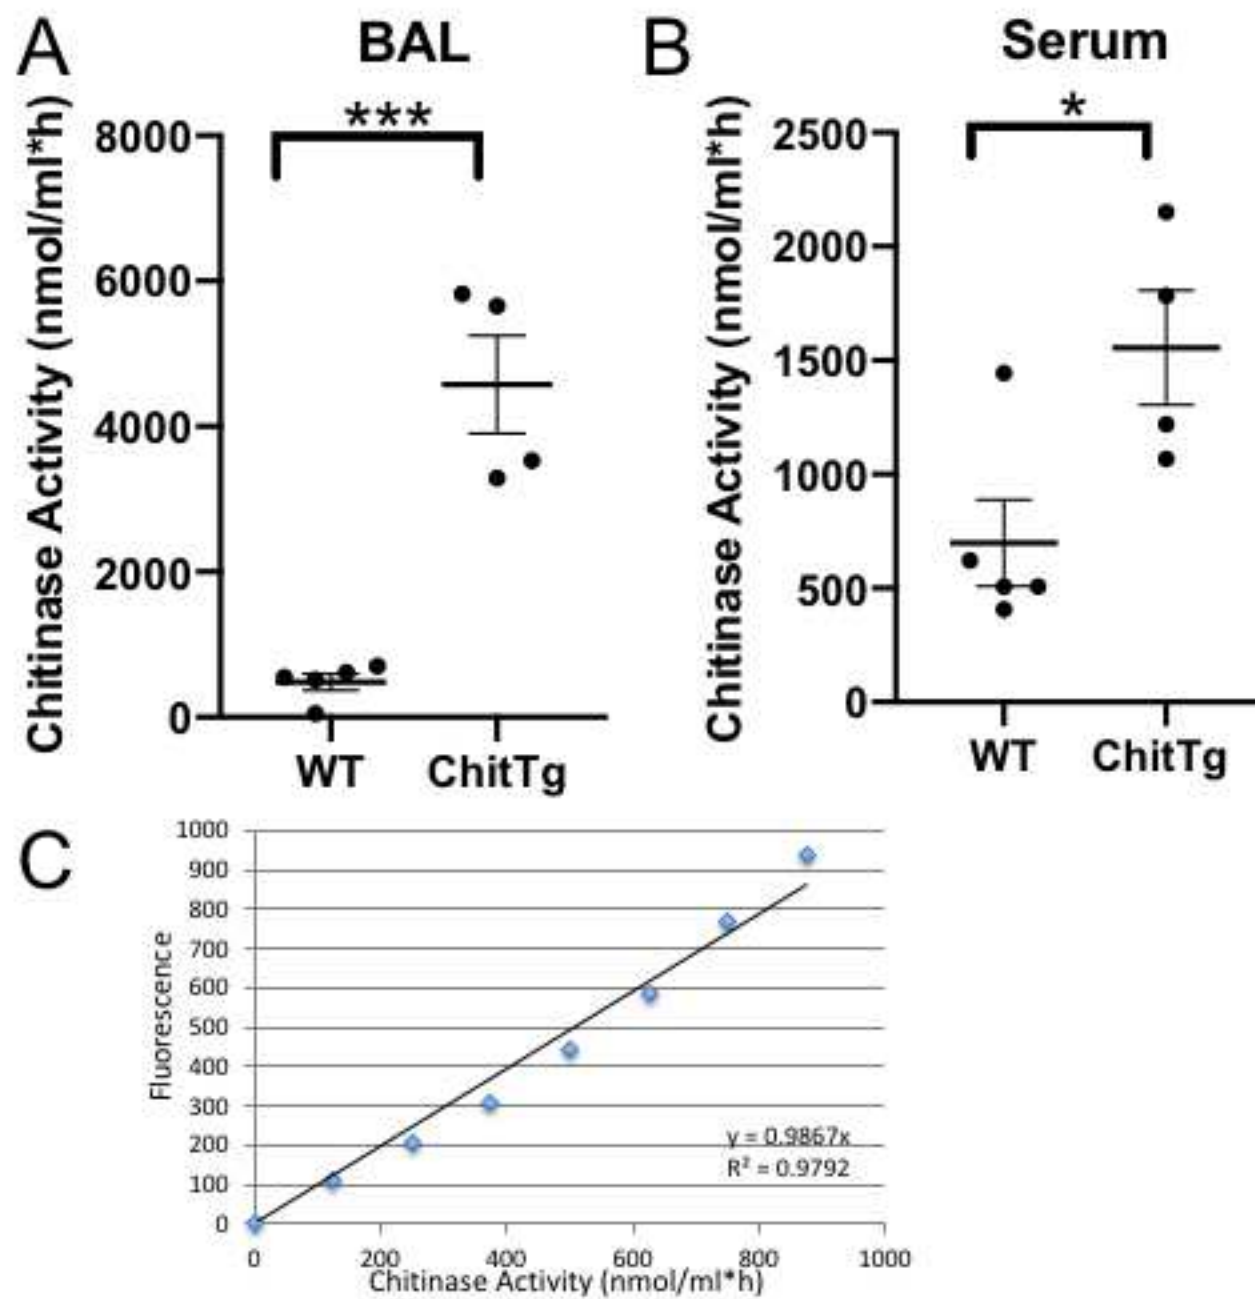 A
BAL
***
Chitinase Activity (nmol/ml*h)
8000
6000
4000
2000
0
WT
ChitTg
B
Serum
*
Chitinase Activity (nmol/ml*h)
2500
2000
1500
1000
500
0
WT
ChitTg
C
Fluorescence
1000
900
800
700
600
500
400
300
200
100
0
y = 0.9867x
R² = 0.9792
0 200 400 600 800 1000
Chitinase Activity (nmol/ml*h)